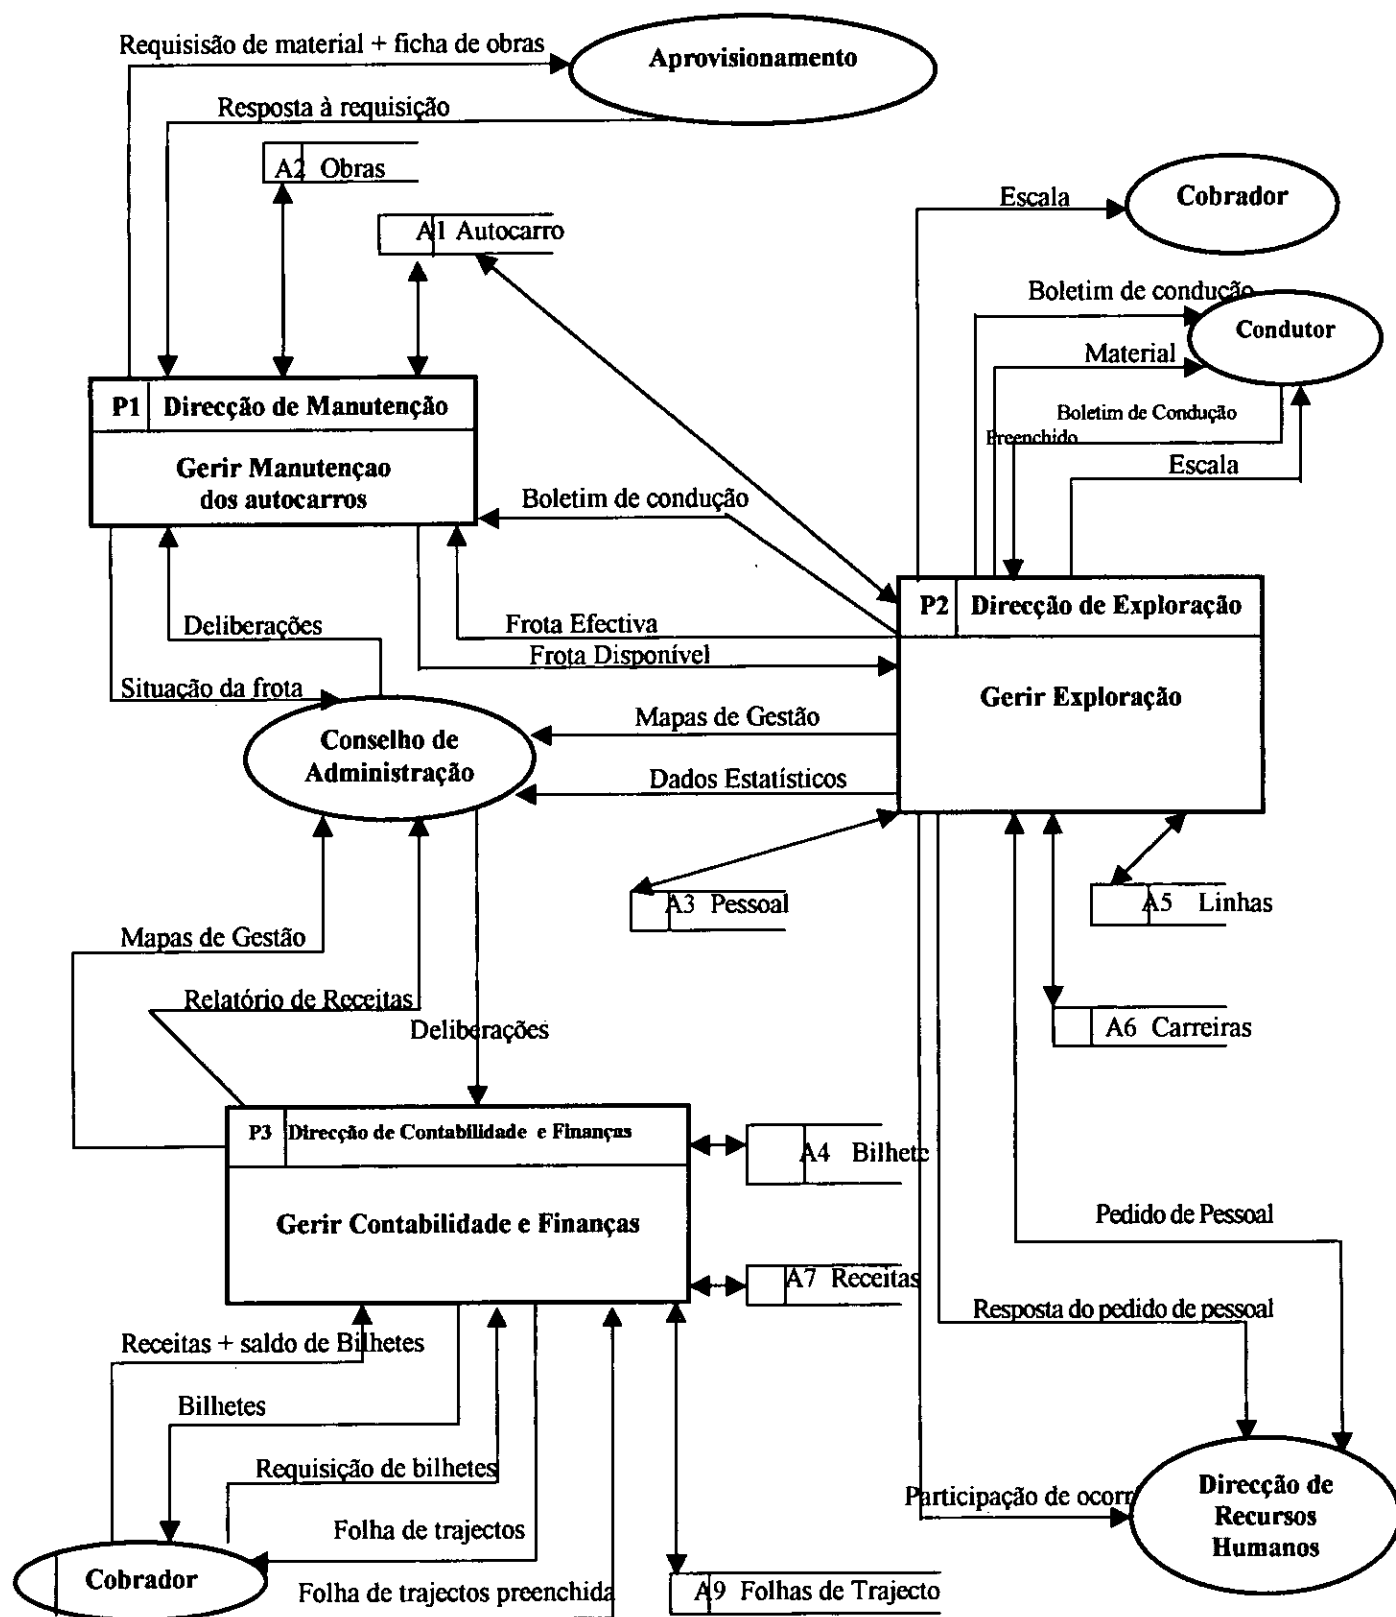 Requisisão de material + ficha de obras
Aprovisionamento
Resposta à requisição
A2 Obras
A1 Autocarro
Escala
Cobrador
Boletim de condução
Condutor
Material
Boletim de Condução
Preenchido
Escala
P1 Direcção de Manutenção
Gerir Manutençao
dos autocarros
Boletim de condução
P2 Direcção de Exploração
Gerir Exploração
Deliberações
Frota Efectiva
Frota Disponível
Situação da frota
Conselho de
Administração
Mapas de Gestão
Dados Estatísticos
A3 Pessoal
A5 Linhas
Mapas de Gestão
Relatório de Receitas
Deliberações
A6 Carreiras
P3 Direcção de Contabilidade e Finanças
Gerir Contabilidade e Finanças
A4 Bilhete
A7 Receitas
Pedido de Pessoal
Resposta do pedido de pessoal
Receitas + saldo de Bilhetes
Bilhetes
Requisição de bilhetes
Folha de trajectos
Participação de ocorr
Direcção de
Recursos
Humanos
Cobrador
Folha de trajectos preenchida
A9 Folhas de Trajecto